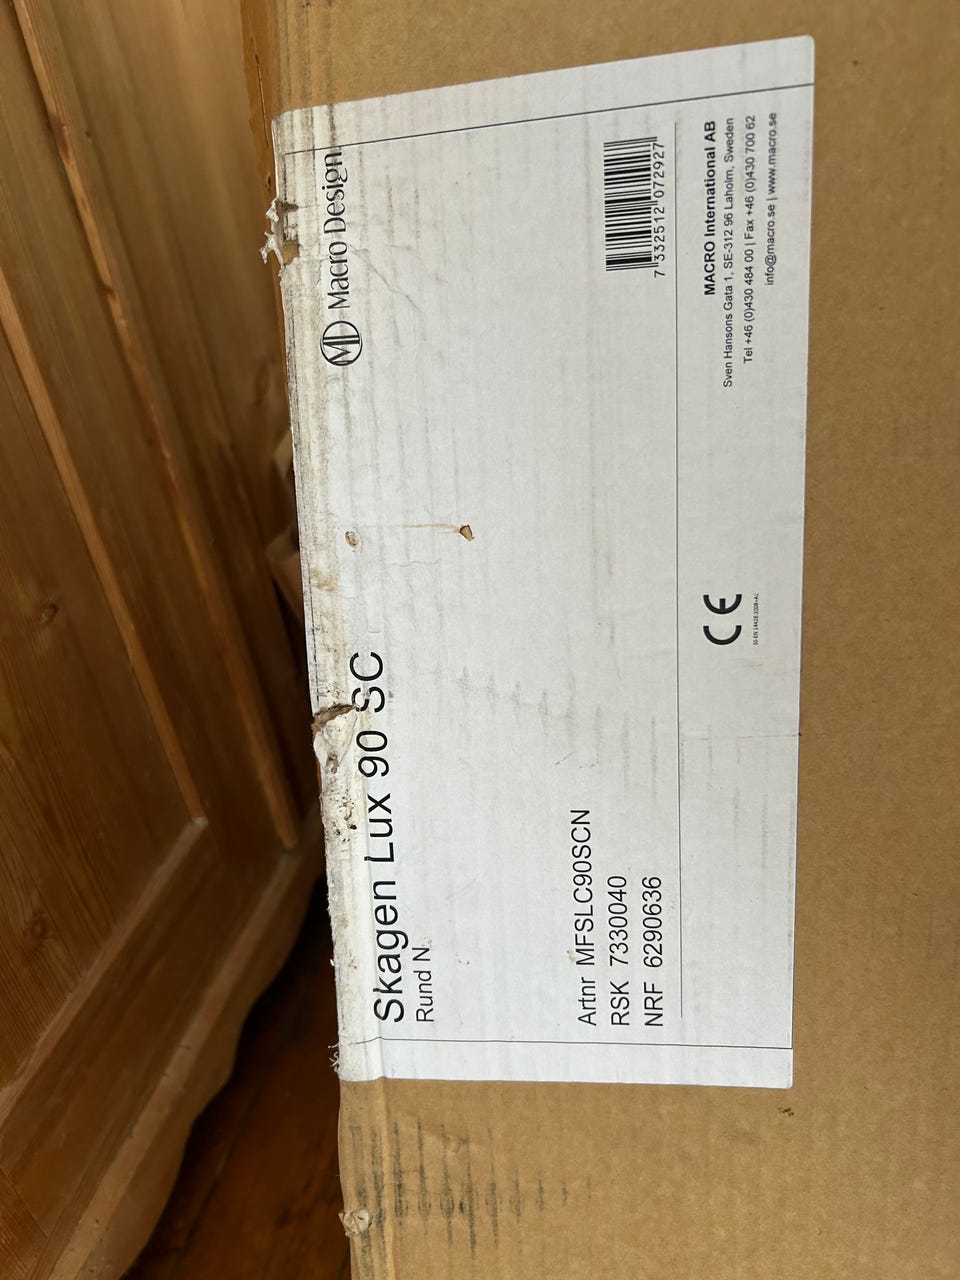 MD Macro Design
Skagen Lux 90 SC
Rund N
Artnr MFSLC90SCN
RSK 7330040
NRF 6290636
7 332512 072927
CE
MACRO International AB
Sven Hansons Gata 1, SE-312 96 Laholm, Sweden
Tel +46 (0)430 484 00 | Fax +46 (0)430 700 62
info@macro.se | www.macro.se